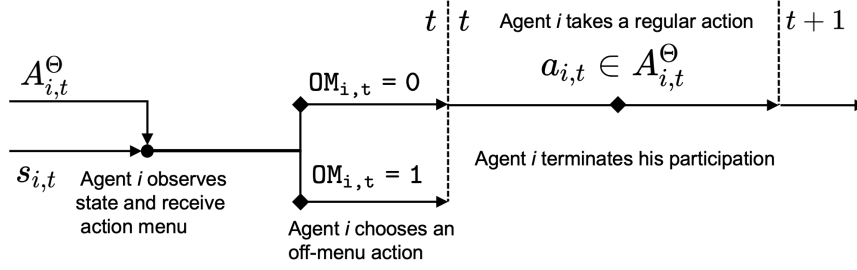 t t Agent i takes a regular action t + 1
A^Θ_{i,t}
OM_{i,t} = 0
a_{i,t} ∈ A^Θ_{i,t}
s_{i,t}
Agent i observes
state and receive
action menu
OM_{i,t} = 1
Agent i terminates his participation
Agent i chooses an
off-menu action